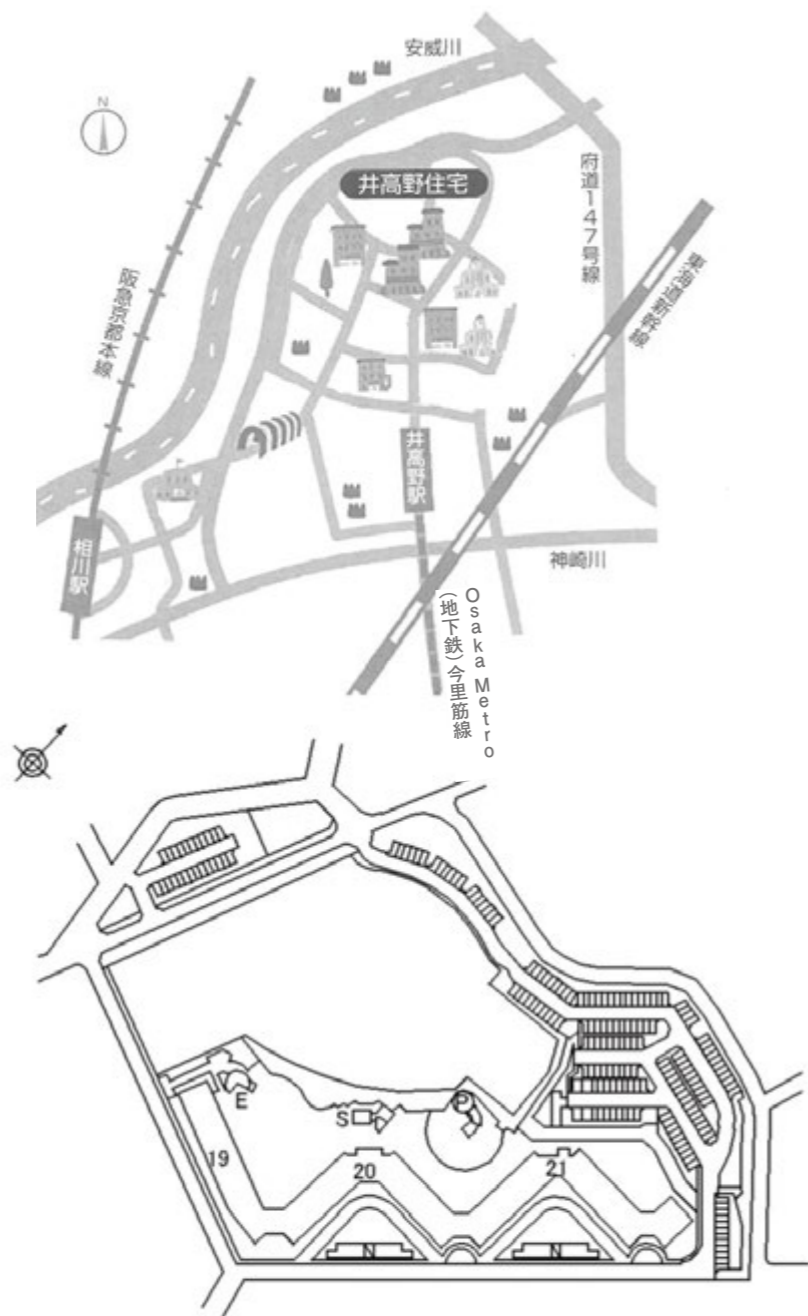 安威川
N
井高野住宅
府道147号線
東海道新幹線
阪急京都本線
井高野駅
相川駅
神崎川
Osaka Metro
(地下鉄)今里筋線
E
S
P
19
20
21
N
N